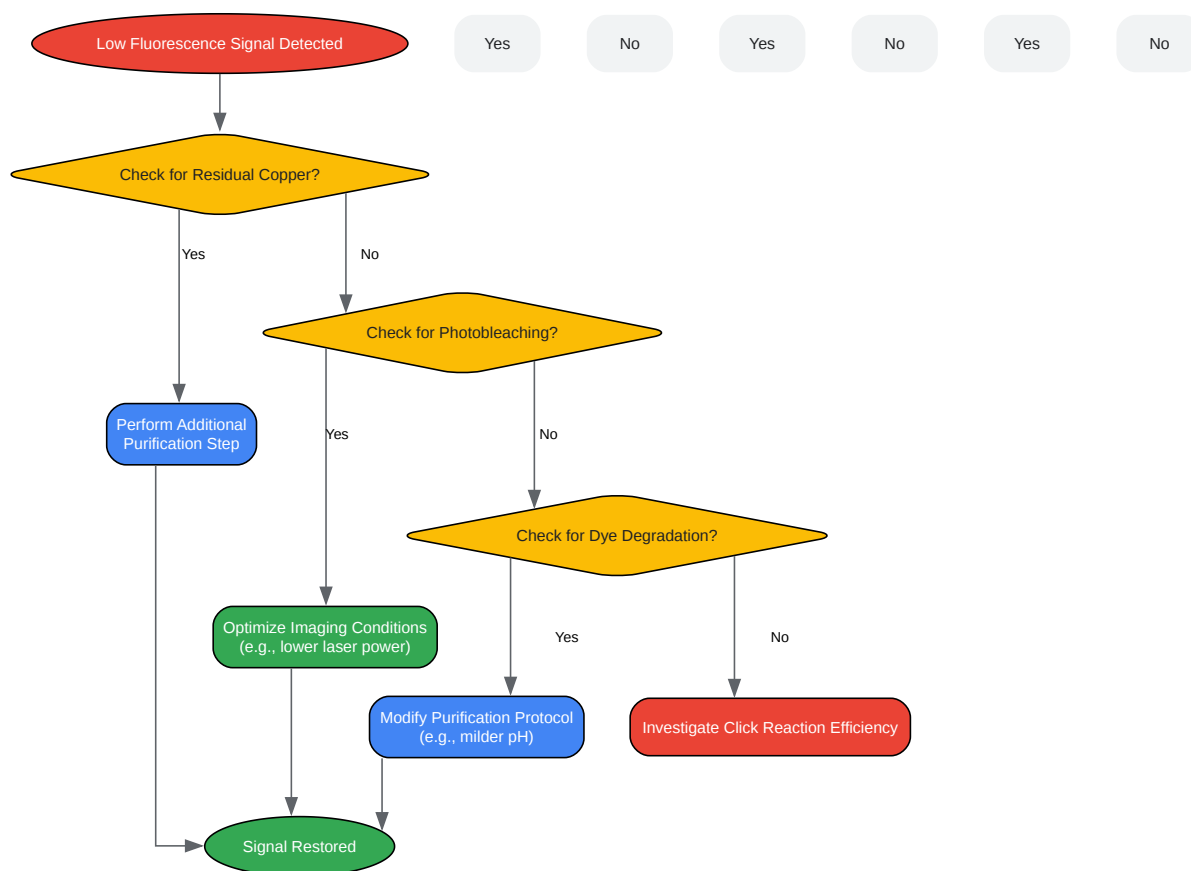 Low Fluorescence Signal Detected
Yes
No
Yes
No
Yes
No
Check for Residual Copper?
Yes
No
Check for Photobleaching?
Perform Additional
Purification Step
Yes
No
Check for Dye Degradation?
Optimize Imaging Conditions
(e.g., lower laser power)
Yes
No
Modify Purification Protocol
(e.g., milder pH)
Investigate Click Reaction Efficiency
Signal Restored